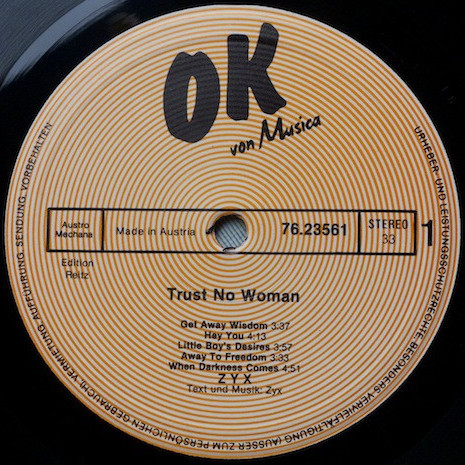 OK
von Musica
Austro
Mechana
Made in Austria
76.23561
STEREO
33
1
Edition
Reitz
Trust No Woman
Get Away Wisdom 3:37
Hey You 4:13
Little Boy's Desires 3:57
Away To Freedom 3:33
When Darkness Comes 4:51
ZYX
Text und Musik: Zyx
URHEBER- UND LEISTUNGSSCHUTZRECHTE BESONDERS VERVIELFÄLTIGUNG (AUSSER ZUM PERSÖNLICHEN GEBRAUCH) VERMIETUNG AUFFÜHRUNG, SENDUNG, VORBEHALTEN